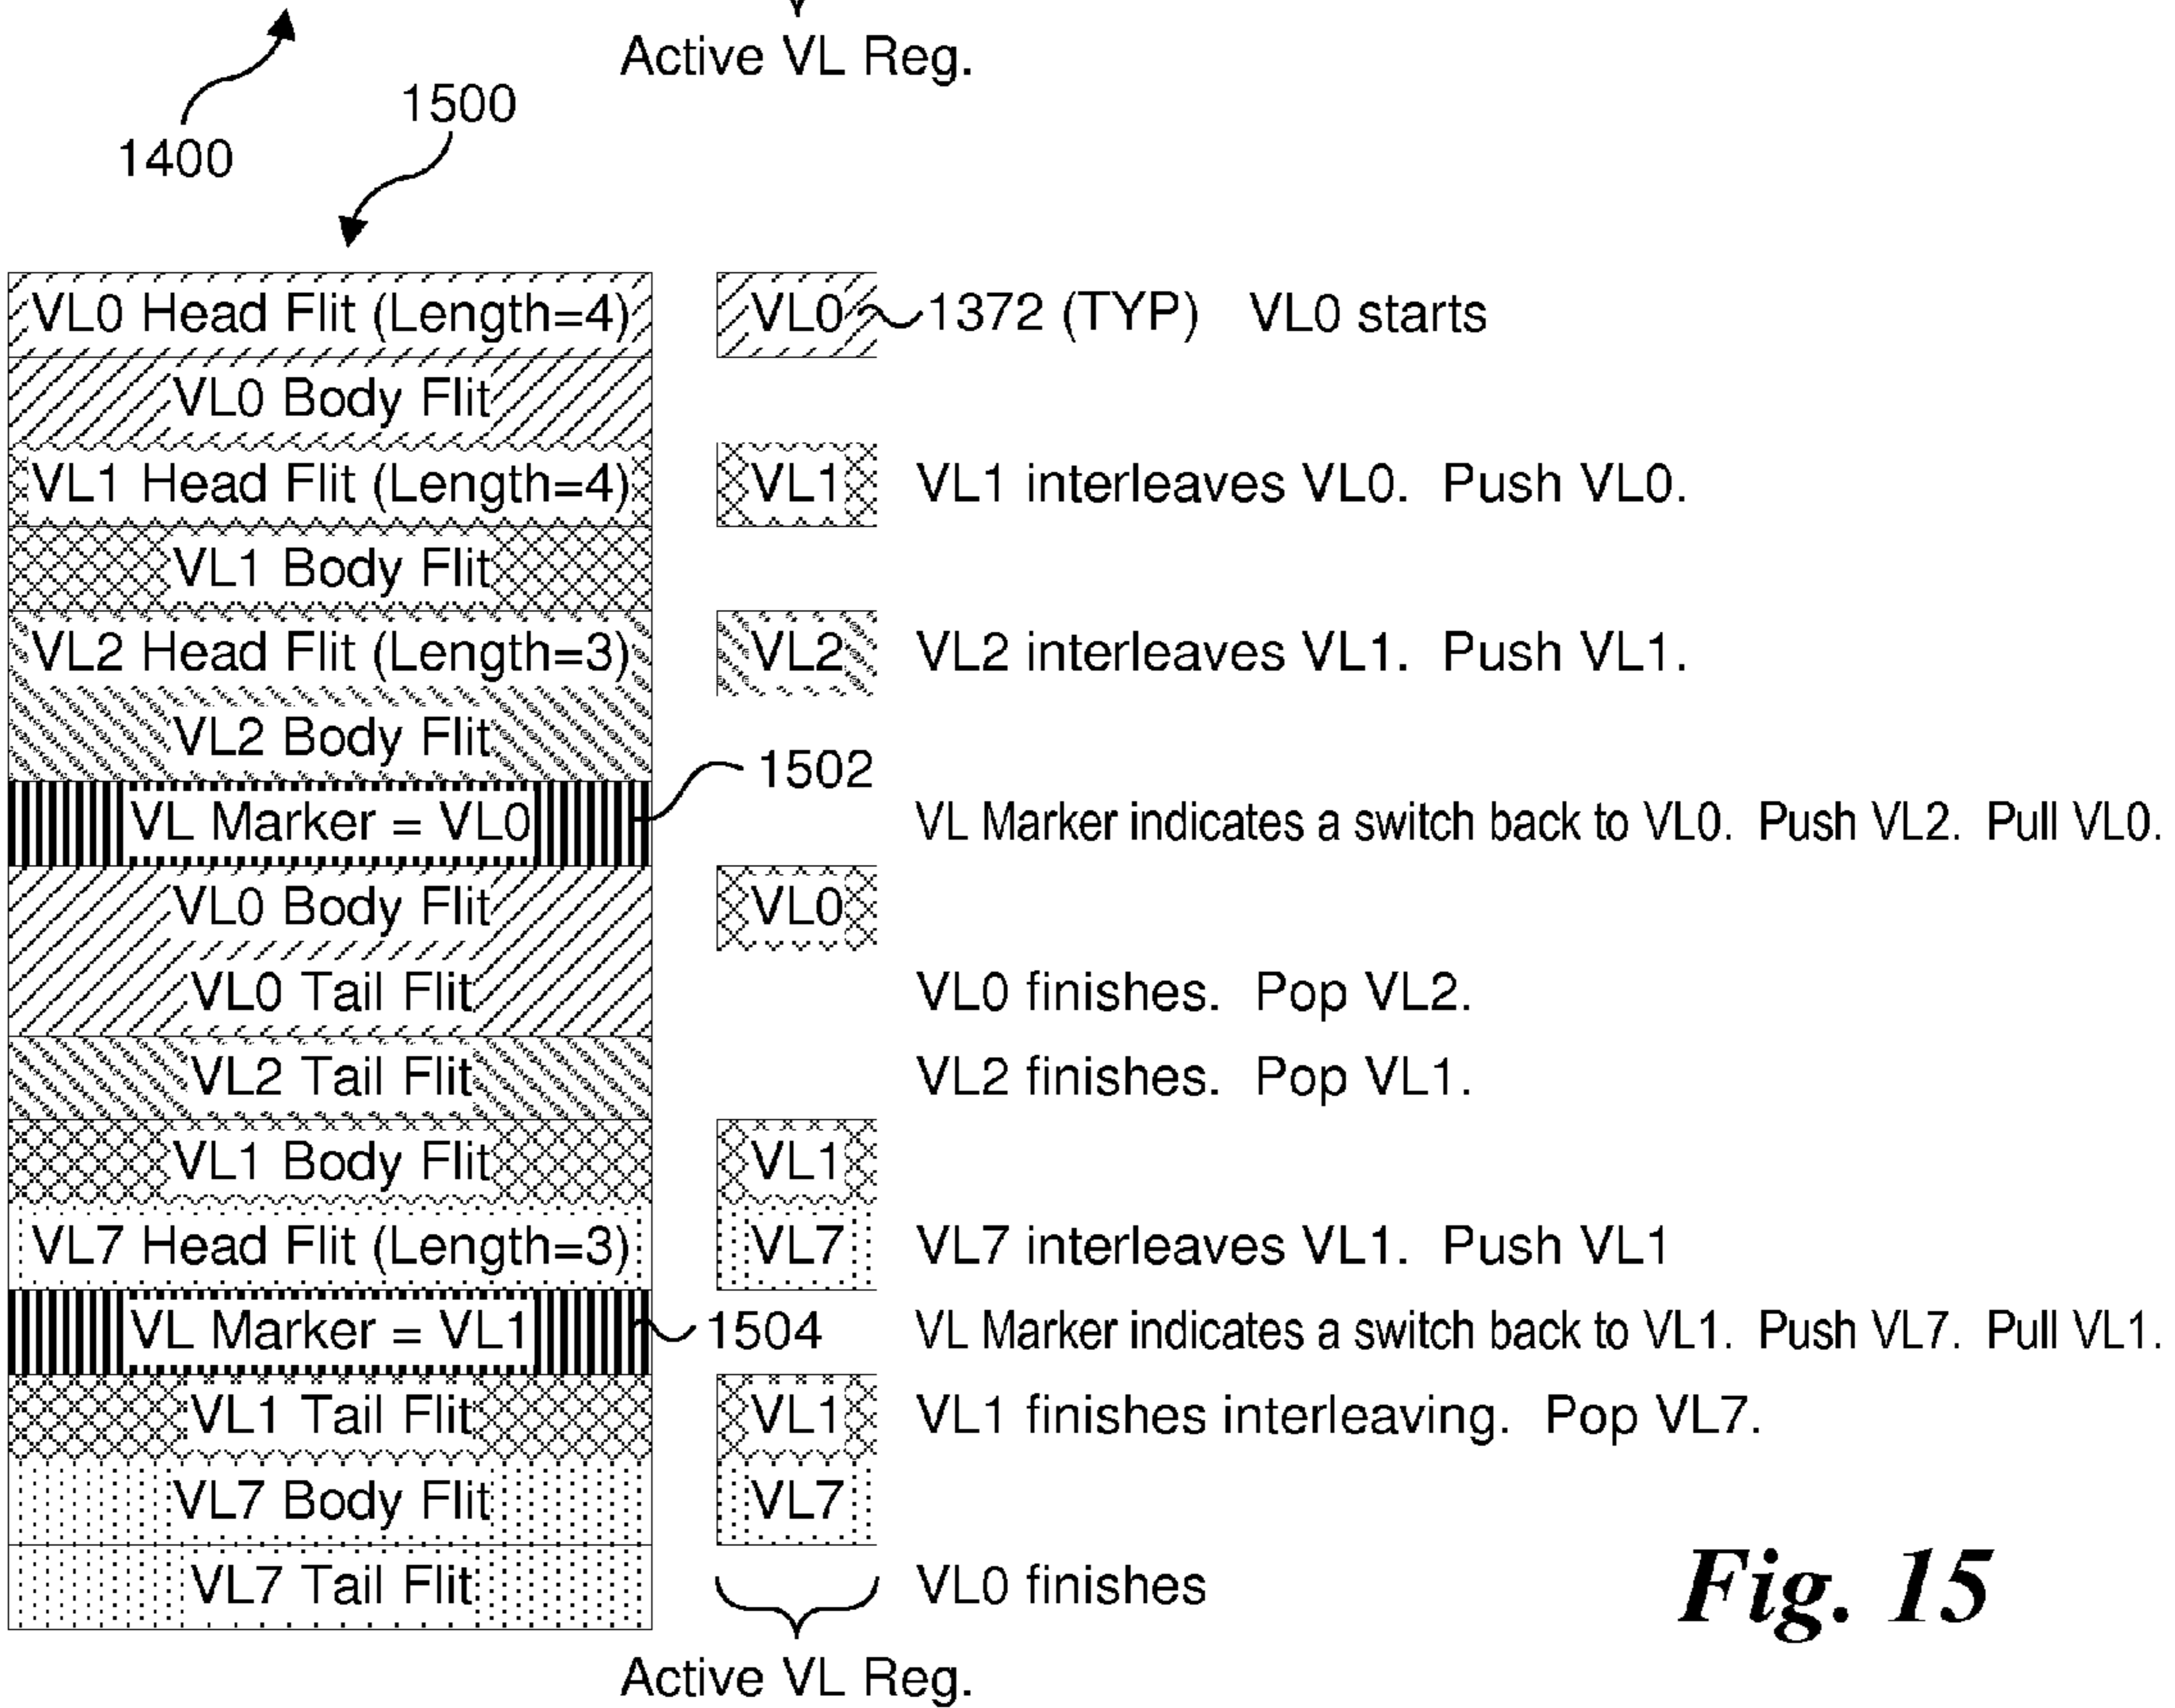 Active VL Reg.
1500
1400
VL0 Head Flit (Length=4) VL0 1372 (TYP) VL0 starts
VL0 Body Flit
VL1 Head Flit (Length=4) VL1 VL1 interleaves VL0. Push VL0.
VL1 Body Flit
VL2 Head Flit (Length=3) VL2 VL2 interleaves VL1. Push VL1.
VL2 Body Flit
1502
VL Marker = VL0 VL Marker indicates a switch back to VL0. Push VL2. Pull VL0.
VL0 Body Flit VL0
VL0 Tail Flit VL0 finishes. Pop VL2.
VL2 Tail Flit VL2 finishes. Pop VL1.
VL1 Body Flit VL1
VL7 Head Flit (Length=3) VL7 VL7 interleaves VL1. Push VL1
VL Marker = VL1 1504 VL Marker indicates a switch back to VL1. Push VL7. Pull VL1.
VL1 Tail Flit VL1 VL1 finishes interleaving. Pop VL7.
VL7 Body Flit VL7
VL7 Tail Flit VL0 finishes
Fig. 15
Active VL Reg.